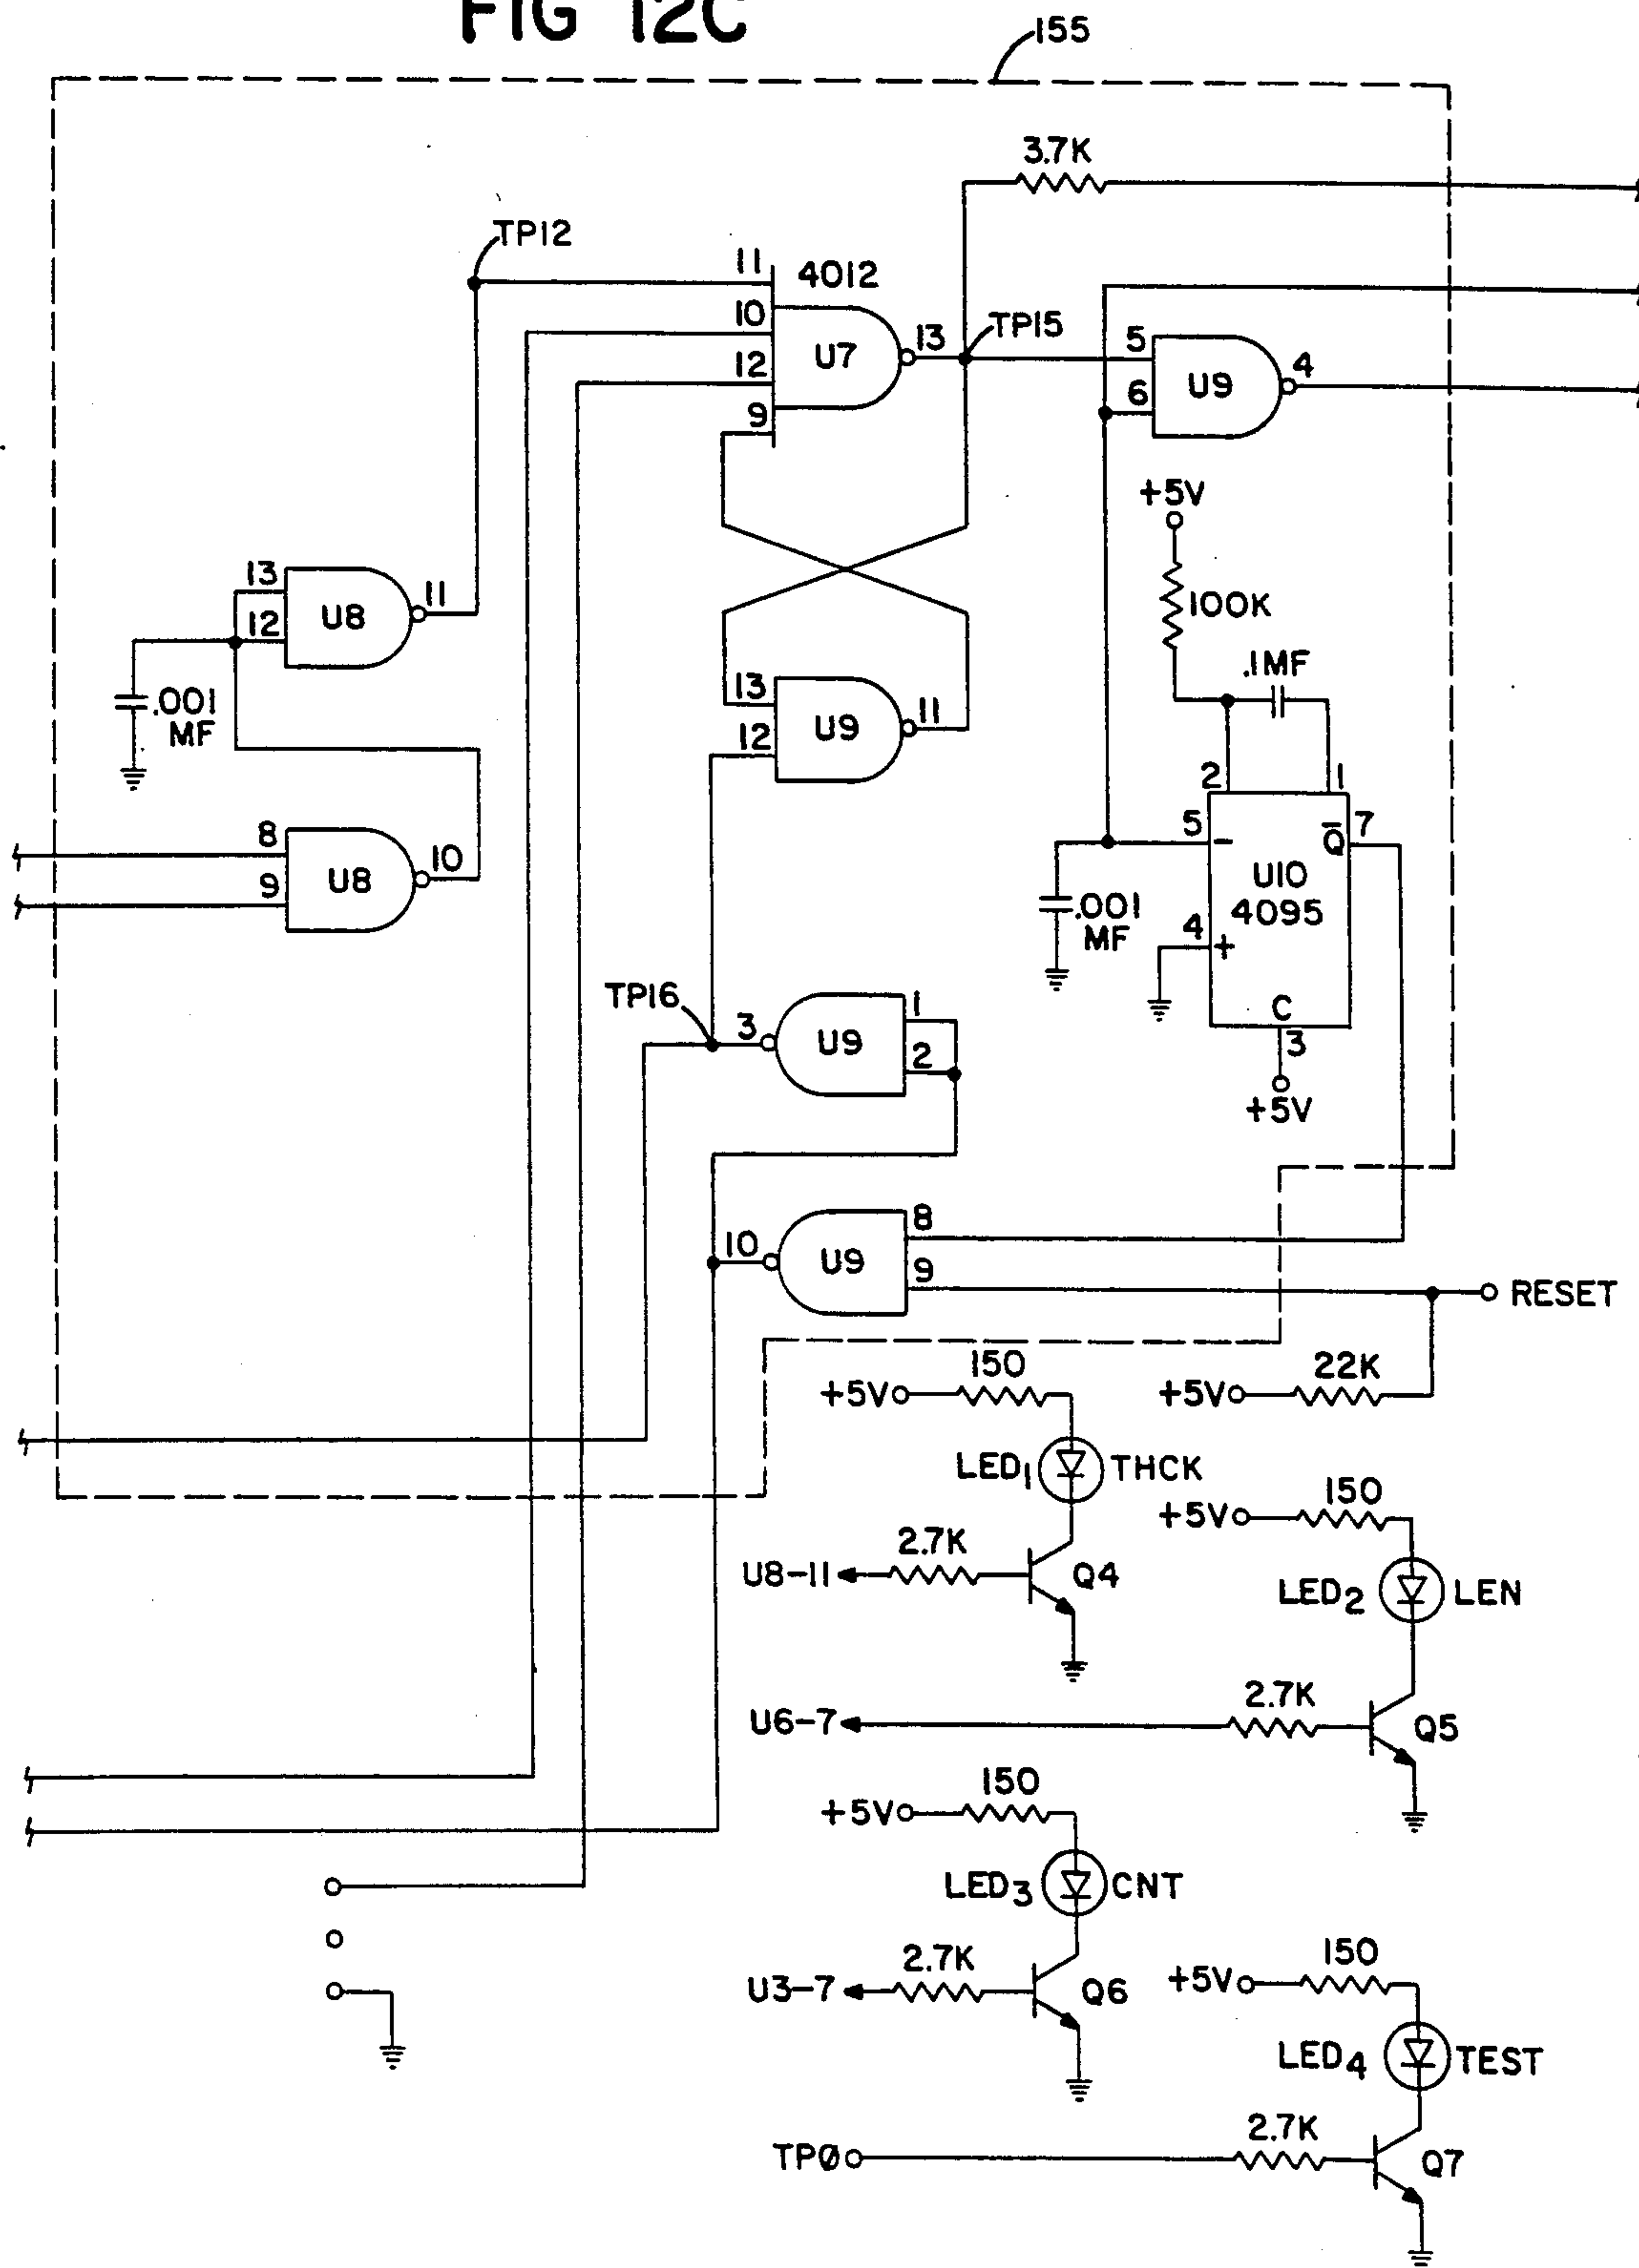 FIG 12C
155
3.7K
TP12
11
4012
10
12
9
U7
13
TP15
5
6
U9
4
+5V
100K
.1MF
13
12
U8
11
.001
MF
13
12
U9
11
2
1
5
-
Q̅
7
U10
4095
4
+
C
3
+5V
.001
MF
8
9
U8
10
TP16
3
U9
1
2
10
U9
8
9
RESET
150
+5V
22K
+5V
LED1
THCK
150
+5V
2.7K
U8-11
Q4
LED2
LEN
2.7K
U6-7
Q5
150
+5V
LED3
CNT
2.7K
U3-7
Q6
150
+5V
LED4
TEST
2.7K
TPØ
Q7